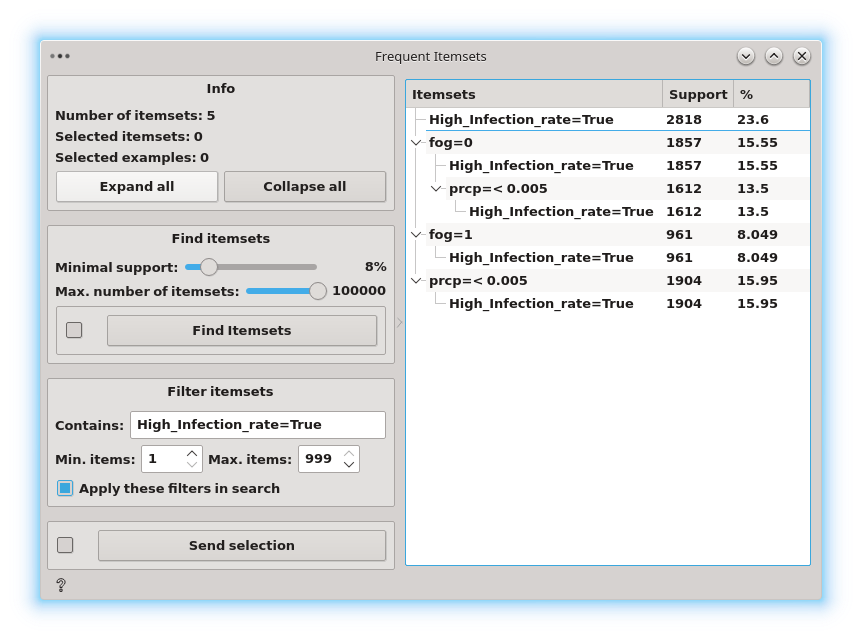 Frequent Itemsets
Info
Number of itemsets: 5
Selected itemsets: 0
Selected examples: 0
Expand all
Collapse all
Find itemsets
Minimal support: 8%
Max. number of itemsets: 100000
Find Itemsets
Filter itemsets
Contains: High_Infection_rate=True
Min. items: 1 Max. items: 999
Apply these filters in search
Send selection
?
Itemsets Support %
High_Infection_rate=True 2818 23.6
fog=0 1857 15.55
High_Infection_rate=True 1857 15.55
prcp=< 0.005 1612 13.5
High_Infection_rate=True 1612 13.5
fog=1 961 8.049
High_Infection_rate=True 961 8.049
prcp=< 0.005 1904 15.95
High_Infection_rate=True 1904 15.95